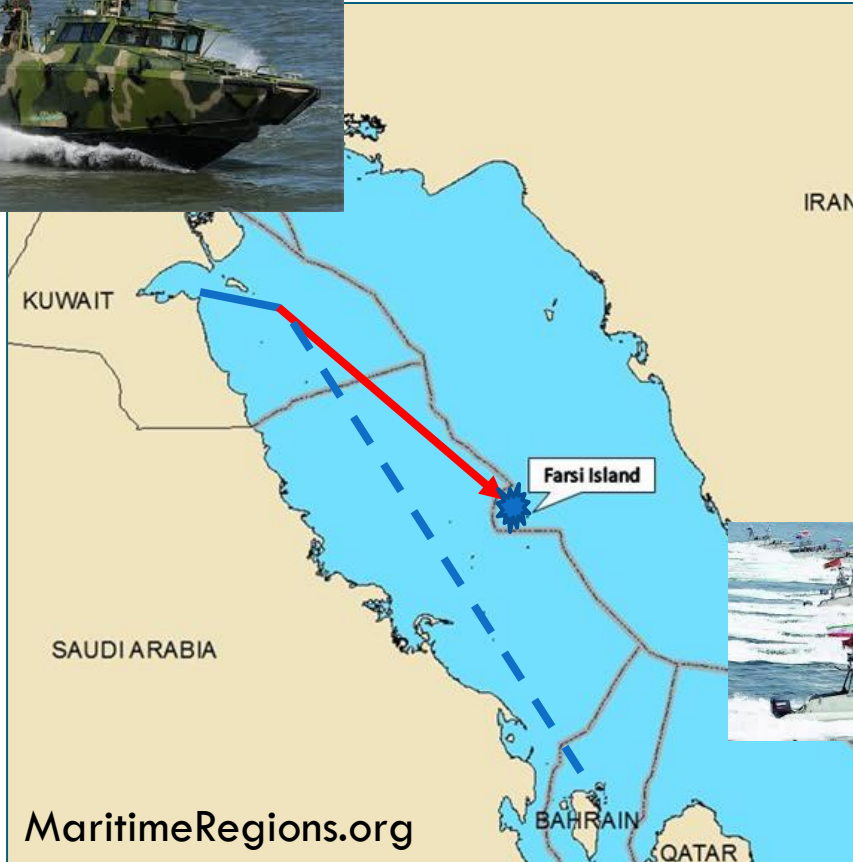 IRAN
KUWAIT
Farsi Island
SAUDI ARABIA
MaritimeRegions.org
BAHRAIN
QATAR